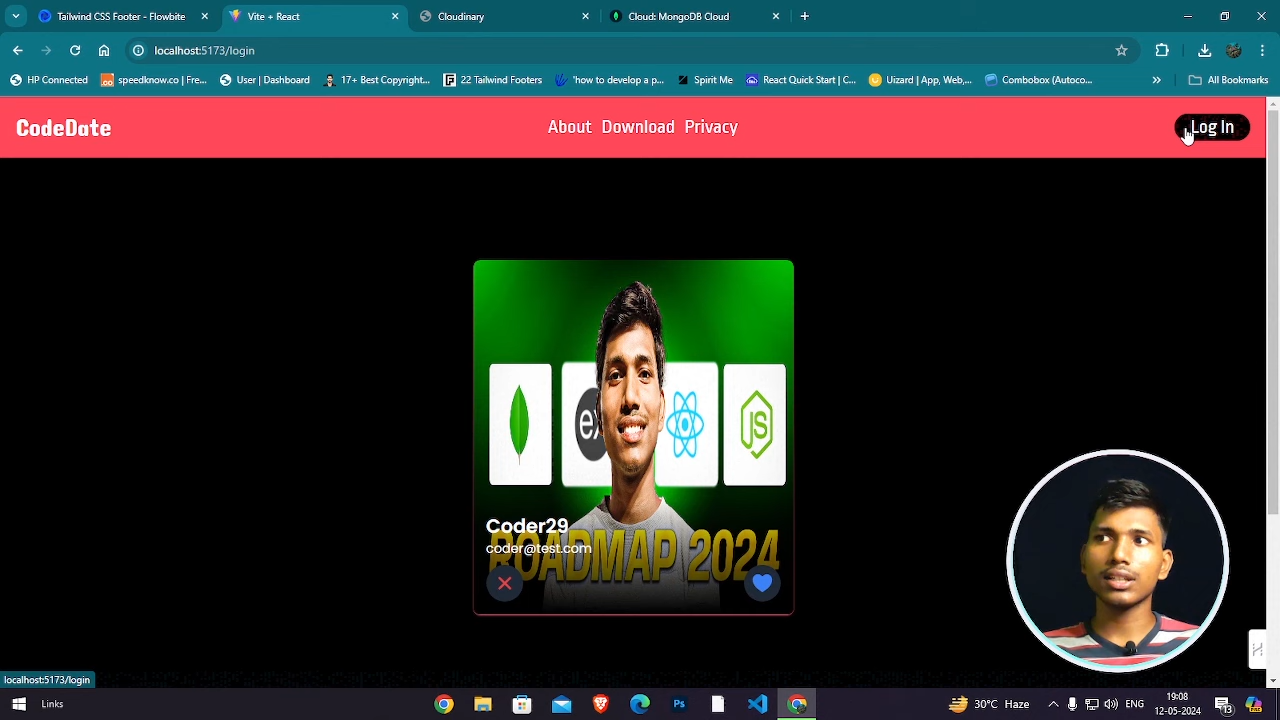 Tailwind CSS Footer - Flowbite
Vite + React
Cloudinary
Cloud: MongoDB Cloud
localhost:5173/login
HP Connected
speedknow.co | Fre...
User | Dashboard
17+ Best Copyright...
22 Tailwind Footers
'how to develop a p...
Spirit Me
React Quick Start | C...
Uizard | App, Web,...
Combobox (Autoco...
All Bookmarks
CodeDate
About Download Privacy
Log In
ex
JS
Coder29
coder@test.com
ROADMAP 2024
localhost:5173/login
Links
Ps
30°C Haze
ENG
19:08
12-05-2024